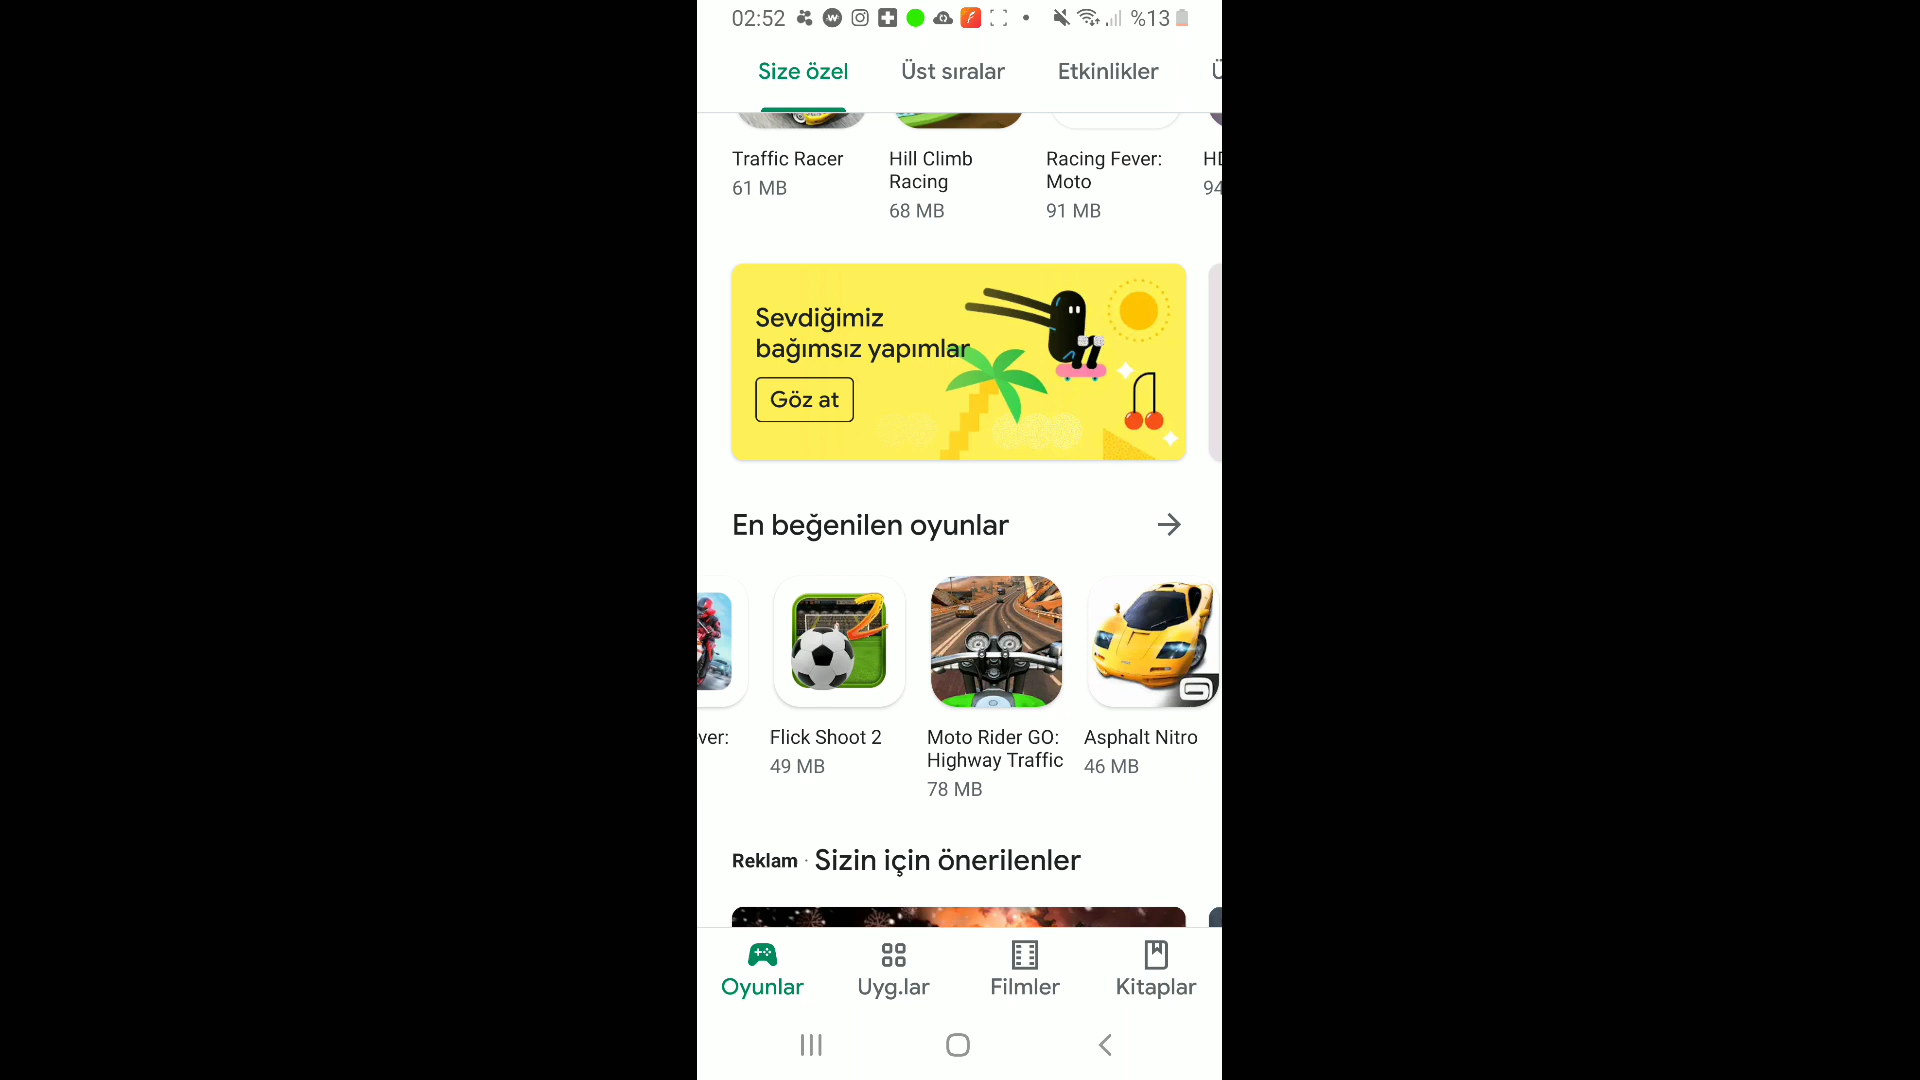 02:52
%13
Size özel
Üst sıralar
Etkinlikler
Traffic Racer
61 MB
Hill Climb
Racing
68 MB
Racing Fever:
Moto
91 MB
94
Sevdiğimiz
bağımsız yapımlar
Göz at
En beğenilen oyunlar
ver:
Flick Shoot 2
49 MB
Moto Rider GO:
Highway Traffic
78 MB
Asphalt Nitro
46 MB
Reklam · Sizin için önerilenler
Oyunlar
Uyg.lar
Filmler
Kitaplar